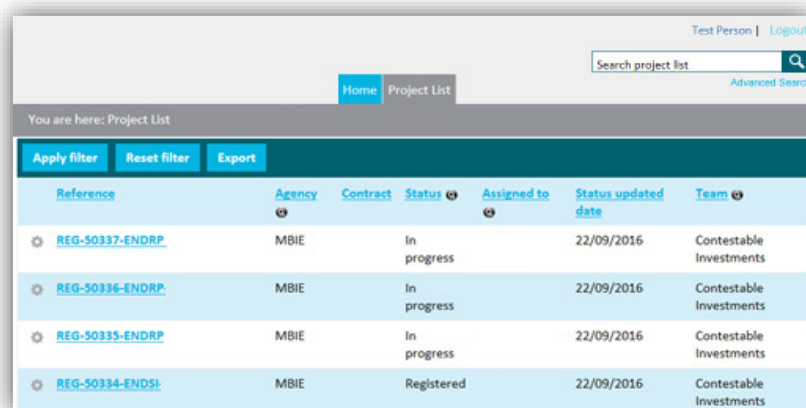 Test Person | Logout
Search project list
Advanced Search
Home Project List
You are here: Project List
Apply filter Reset filter Export
Reference Agency Contract Status Assigned to Status updated date Team
REG-50337-ENDRP MBIE In progress 22/09/2016 Contestable Investments
REG-50336-ENDRP- MBIE In progress 22/09/2016 Contestable Investments
REG-50335-ENDRP MBIE In progress 22/09/2016 Contestable Investments
REG-50334-ENDSI- MBIE Registered 22/09/2016 Contestable Investments